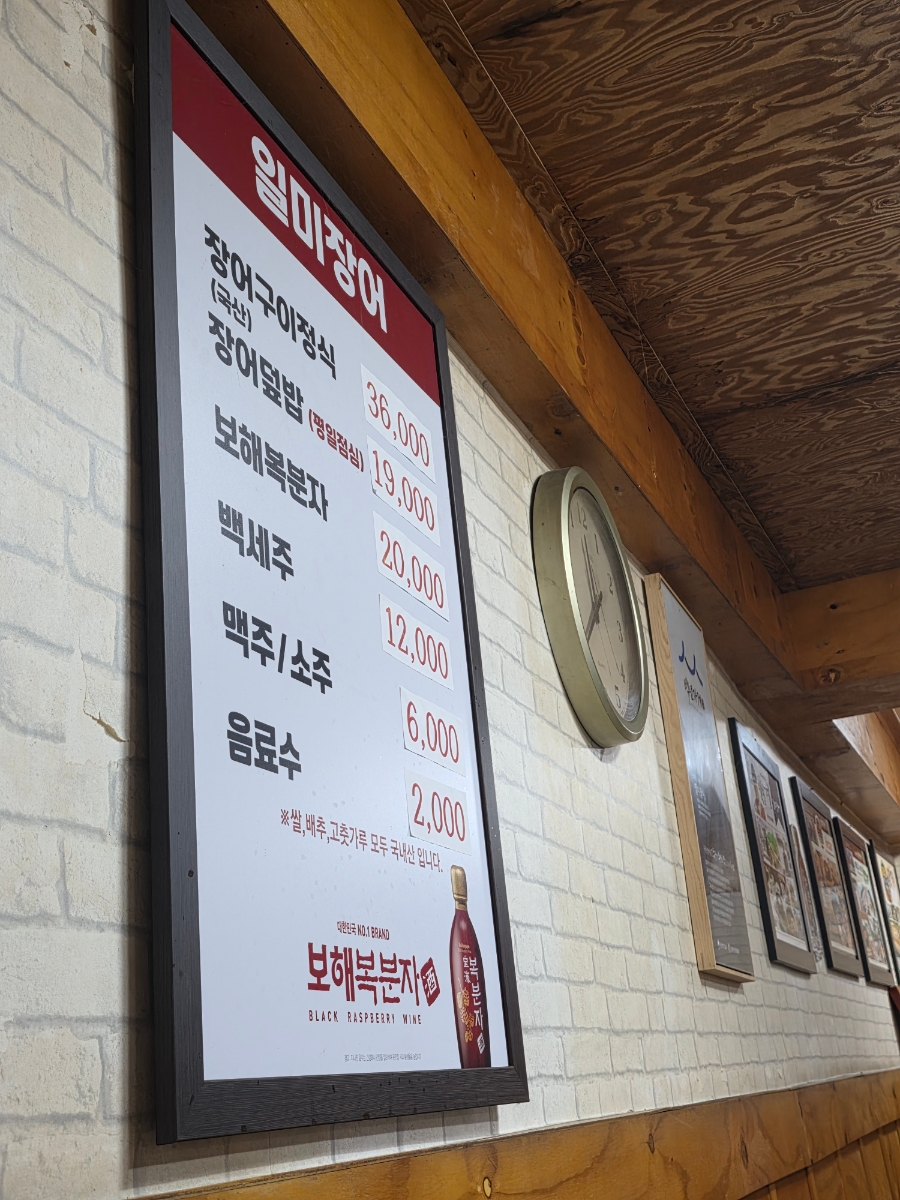 일미장어
장어구이정식 36,000
(국산)
장어덮밥 (평일점심) 19,000
보해복분자 20,000
백세주 12,000
맥주/소주 6,000
음료수 2,000
※쌀,배추,고춧가루 모두 국내산 입니다.
대한민국 NO.1 BRAND
보해복분자酒
BLACK RASPBERRY WINE
복분자
12